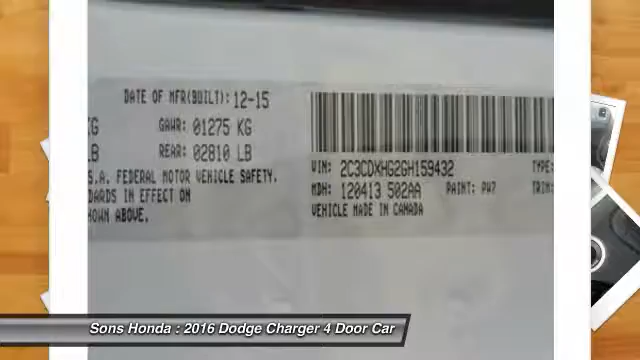 DATE OF MFR(BUILT): 12-15
GAWR: 01275 KG
LB REAR: 02810 LB
S.A. FEDERAL MOTOR VEHICLE SAFETY.
DARDS IN EFFECT ON
HOWN ABOVE.
VIN: 2C3CDXHG2GH159432 TYPE:
MDH: 120413 502AA PAINT: PW7 TRIM:
VEHICLE MADE IN CANADA
Sons Honda : 2016 Dodge Charger 4 Door Car